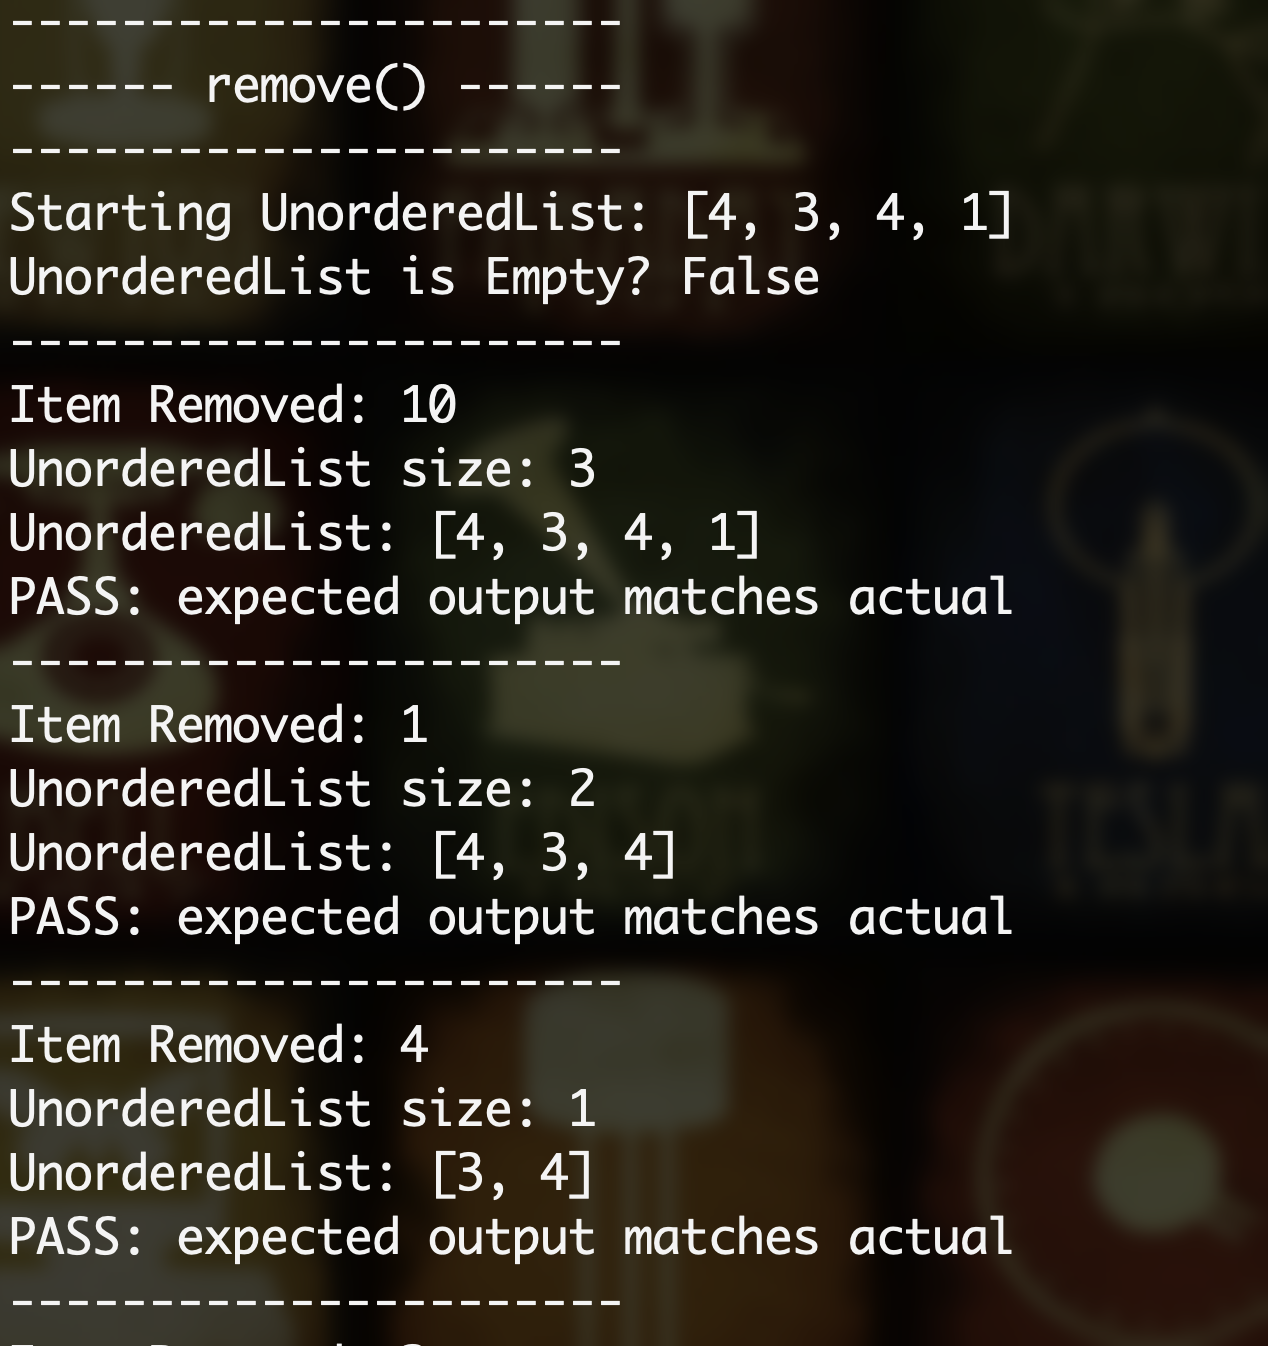 ----------------------
------ remove() ------
----------------------
Starting UnorderedList: [4, 3, 4, 1]
UnorderedList is Empty? False
----------------------
Item Removed: 10
UnorderedList size: 3
UnorderedList: [4, 3, 4, 1]
PASS: expected output matches actual
----------------------
Item Removed: 1
UnorderedList size: 2
UnorderedList: [4, 3, 4]
PASS: expected output matches actual
----------------------
Item Removed: 4
UnorderedList size: 1
UnorderedList: [3, 4]
PASS: expected output matches actual
----------------------